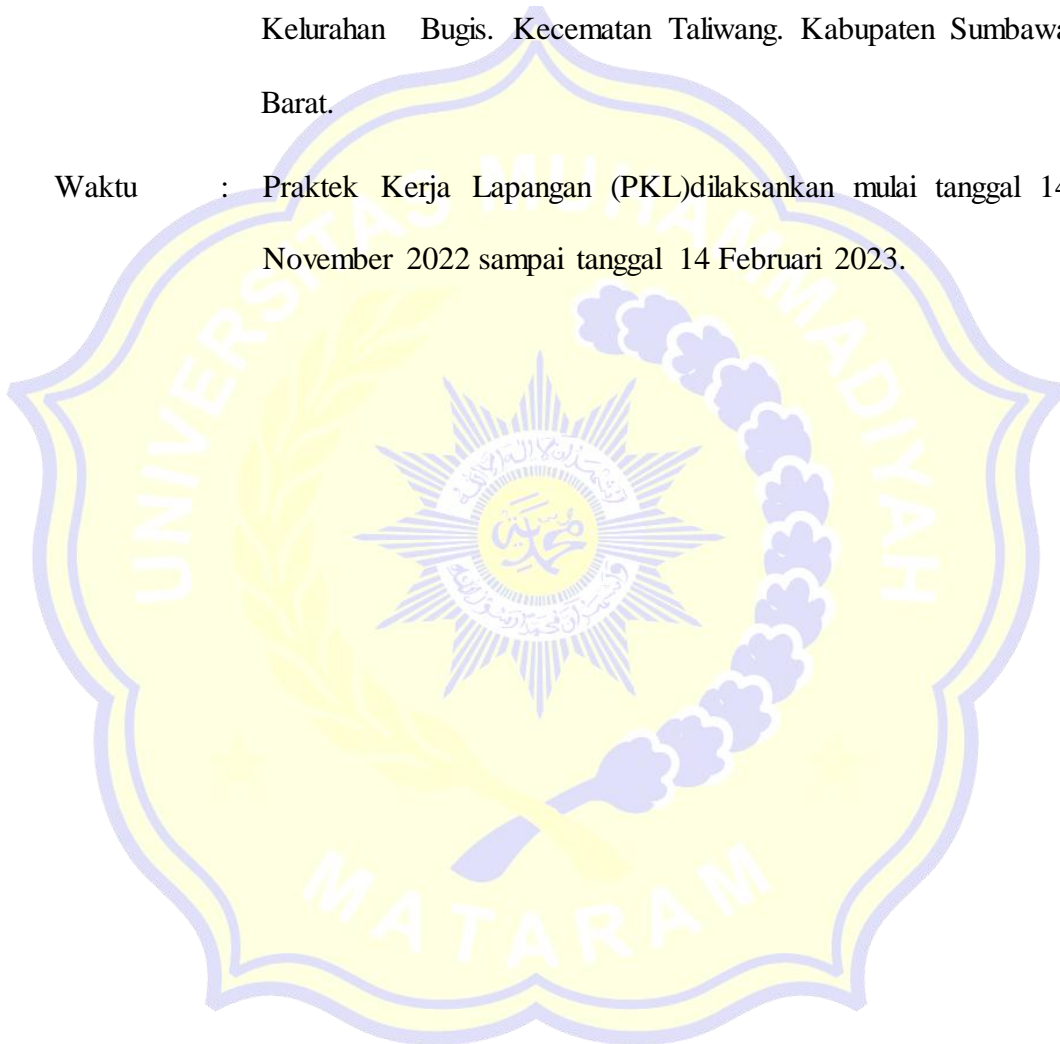 Kelurahan Bugis. Kecematan Taliwang. Kabupaten Sumbawa
Barat.
Waktu : Praktek Kerja Lapangan (PKL)dilaksankan mulai tanggal 14
November 2022 sampai tanggal 14 Februari 2023.
UNIVERSITAS MUHAMMADIYAH
MATARAM